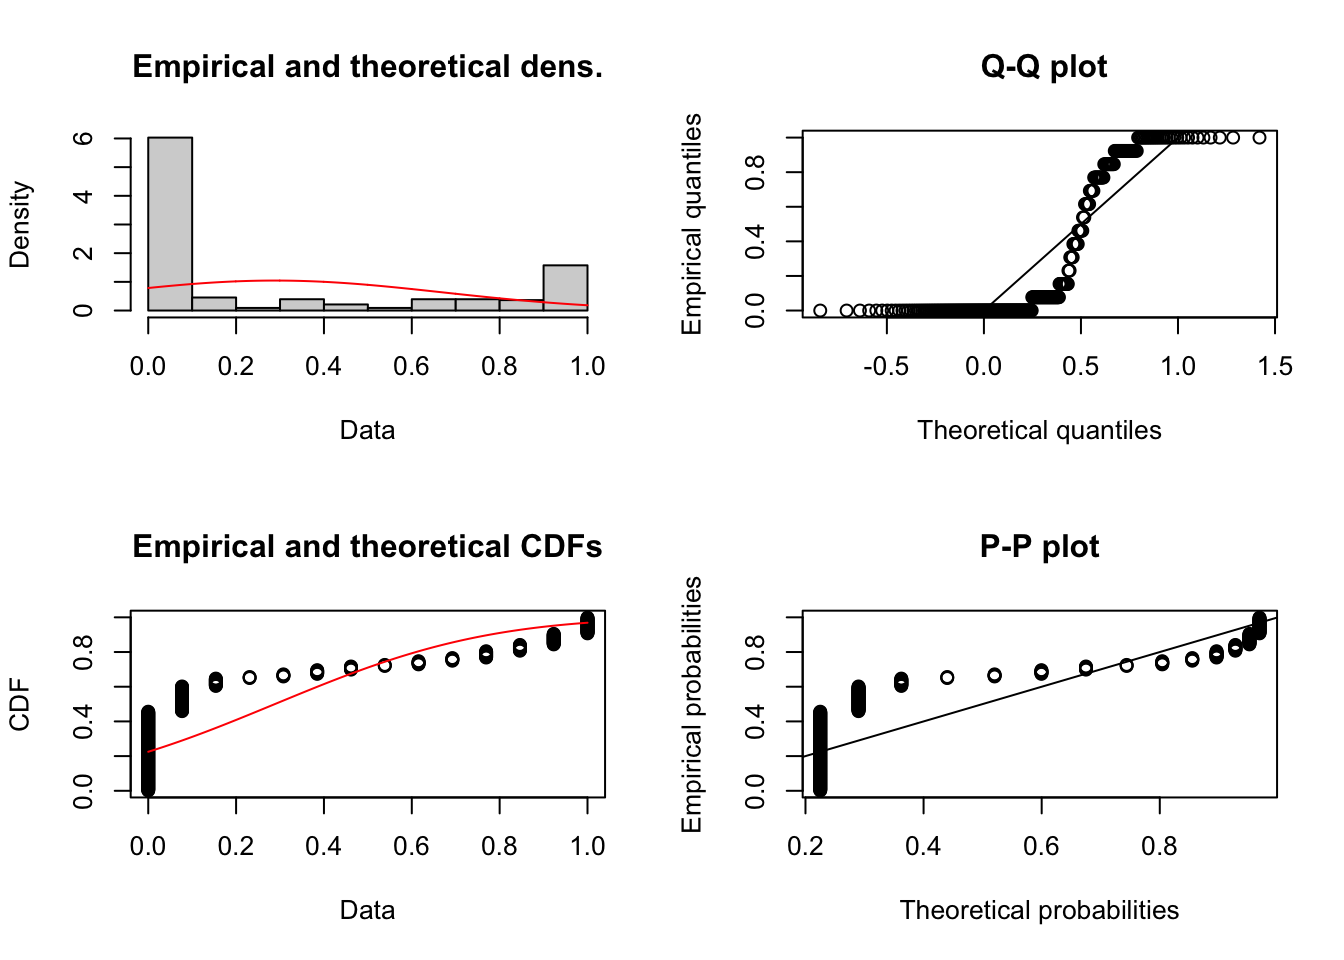 Empirical and theoretical dens.
Density
0 2 4 6
0.0 0.2 0.4 0.6 0.8 1.0
Data
Q-Q plot
Empirical quantiles
0.0 0.4 0.8
-0.5 0.0 0.5 1.0 1.5
Theoretical quantiles
Empirical and theoretical CDFs
CDF
0.0 0.4 0.8
0.0 0.2 0.4 0.6 0.8 1.0
Data
P-P plot
Empirical probabilities
0.0 0.4 0.8
0.2 0.4 0.6 0.8
Theoretical probabilities